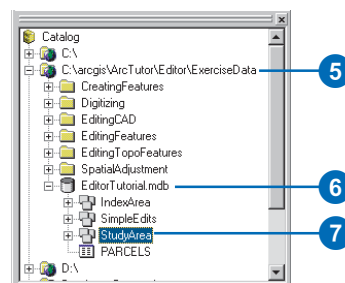 Catalog
C:\
C:\arcgis\ArcTutor\Editor\ExerciseData
5
CreatingFeatures
Digitizing
EditingCAD
EditingFeatures
EditingTopoFeatures
SpatialAdjustment
EditorTutorial.mdb
6
IndexArea
SimpleEdits
StudyArea
7
PARCELS
D:\